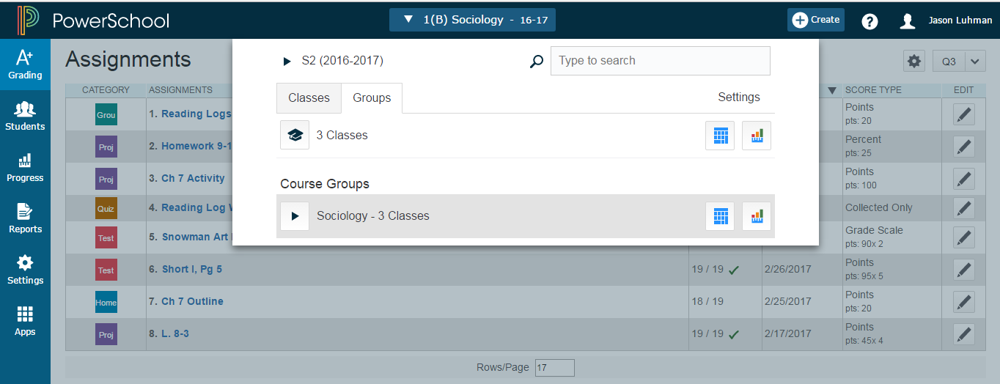 PowerSchool
1(B) Sociology - 16-17
Create
?
Jason Luhman
A+
Grading
Students
Progress
Reports
Settings
Apps
Assignments
Q3
S2 (2016-2017)
Type to search
Classes
Groups
Settings
3 Classes
Course Groups
Sociology - 3 Classes
CATEGORY ASSIGNMENTS SCORE TYPE EDIT
Grou 1. Reading Logs Points
pts: 20
Proj 2. Homework 9-1 Percent
pts: 25
Proj 3. Ch 7 Activity Points
pts: 100
Quiz 4. Reading Log Collected Only
Test 5. Snowman Art Grade Scale
pts: 90x 2
Test 6. Short I, Pg 5 19 / 19 2/26/2017 Points
pts: 95x 5
Home 7. Ch 7 Outline 18 / 19 2/25/2017 Points
pts: 20
Proj 8. L. 8-3 19 / 19 2/17/2017 Points
pts: 45x 4
Rows/Page 17